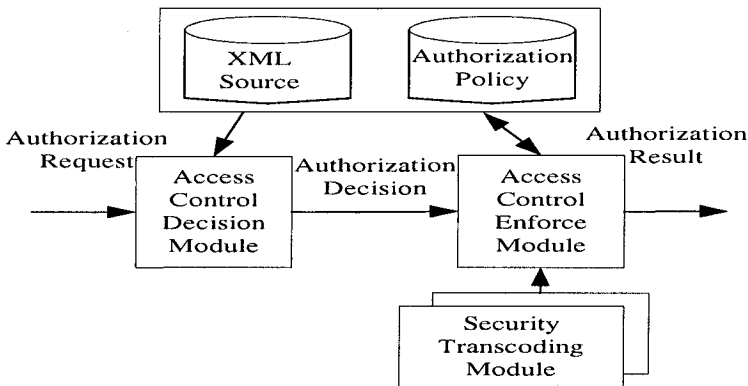 XML
Source
Authorization
Policy
Authorization
Request
Access
Control
Decision
Module
Authorization
Decision
Access
Control
Enforce
Module
Authorization
Result
Security
Transcoding
Module